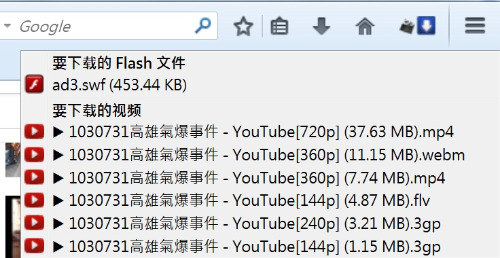 Google
要下载的 Flash 文件
ad3.swf (453.44 KB)
要下载的视频
▶ 1030731高雄氣爆事件 - YouTube[720p] (37.63 MB).mp4
▶ 1030731高雄氣爆事件 - YouTube[360p] (11.15 MB).webm
▶ 1030731高雄氣爆事件 - YouTube[360p] (7.74 MB).mp4
▶ 1030731高雄氣爆事件 - YouTube[144p] (4.87 MB).flv
▶ 1030731高雄氣爆事件 - YouTube[240p] (3.21 MB).3gp
▶ 1030731高雄氣爆事件 - YouTube[144p] (1.15 MB).3gp